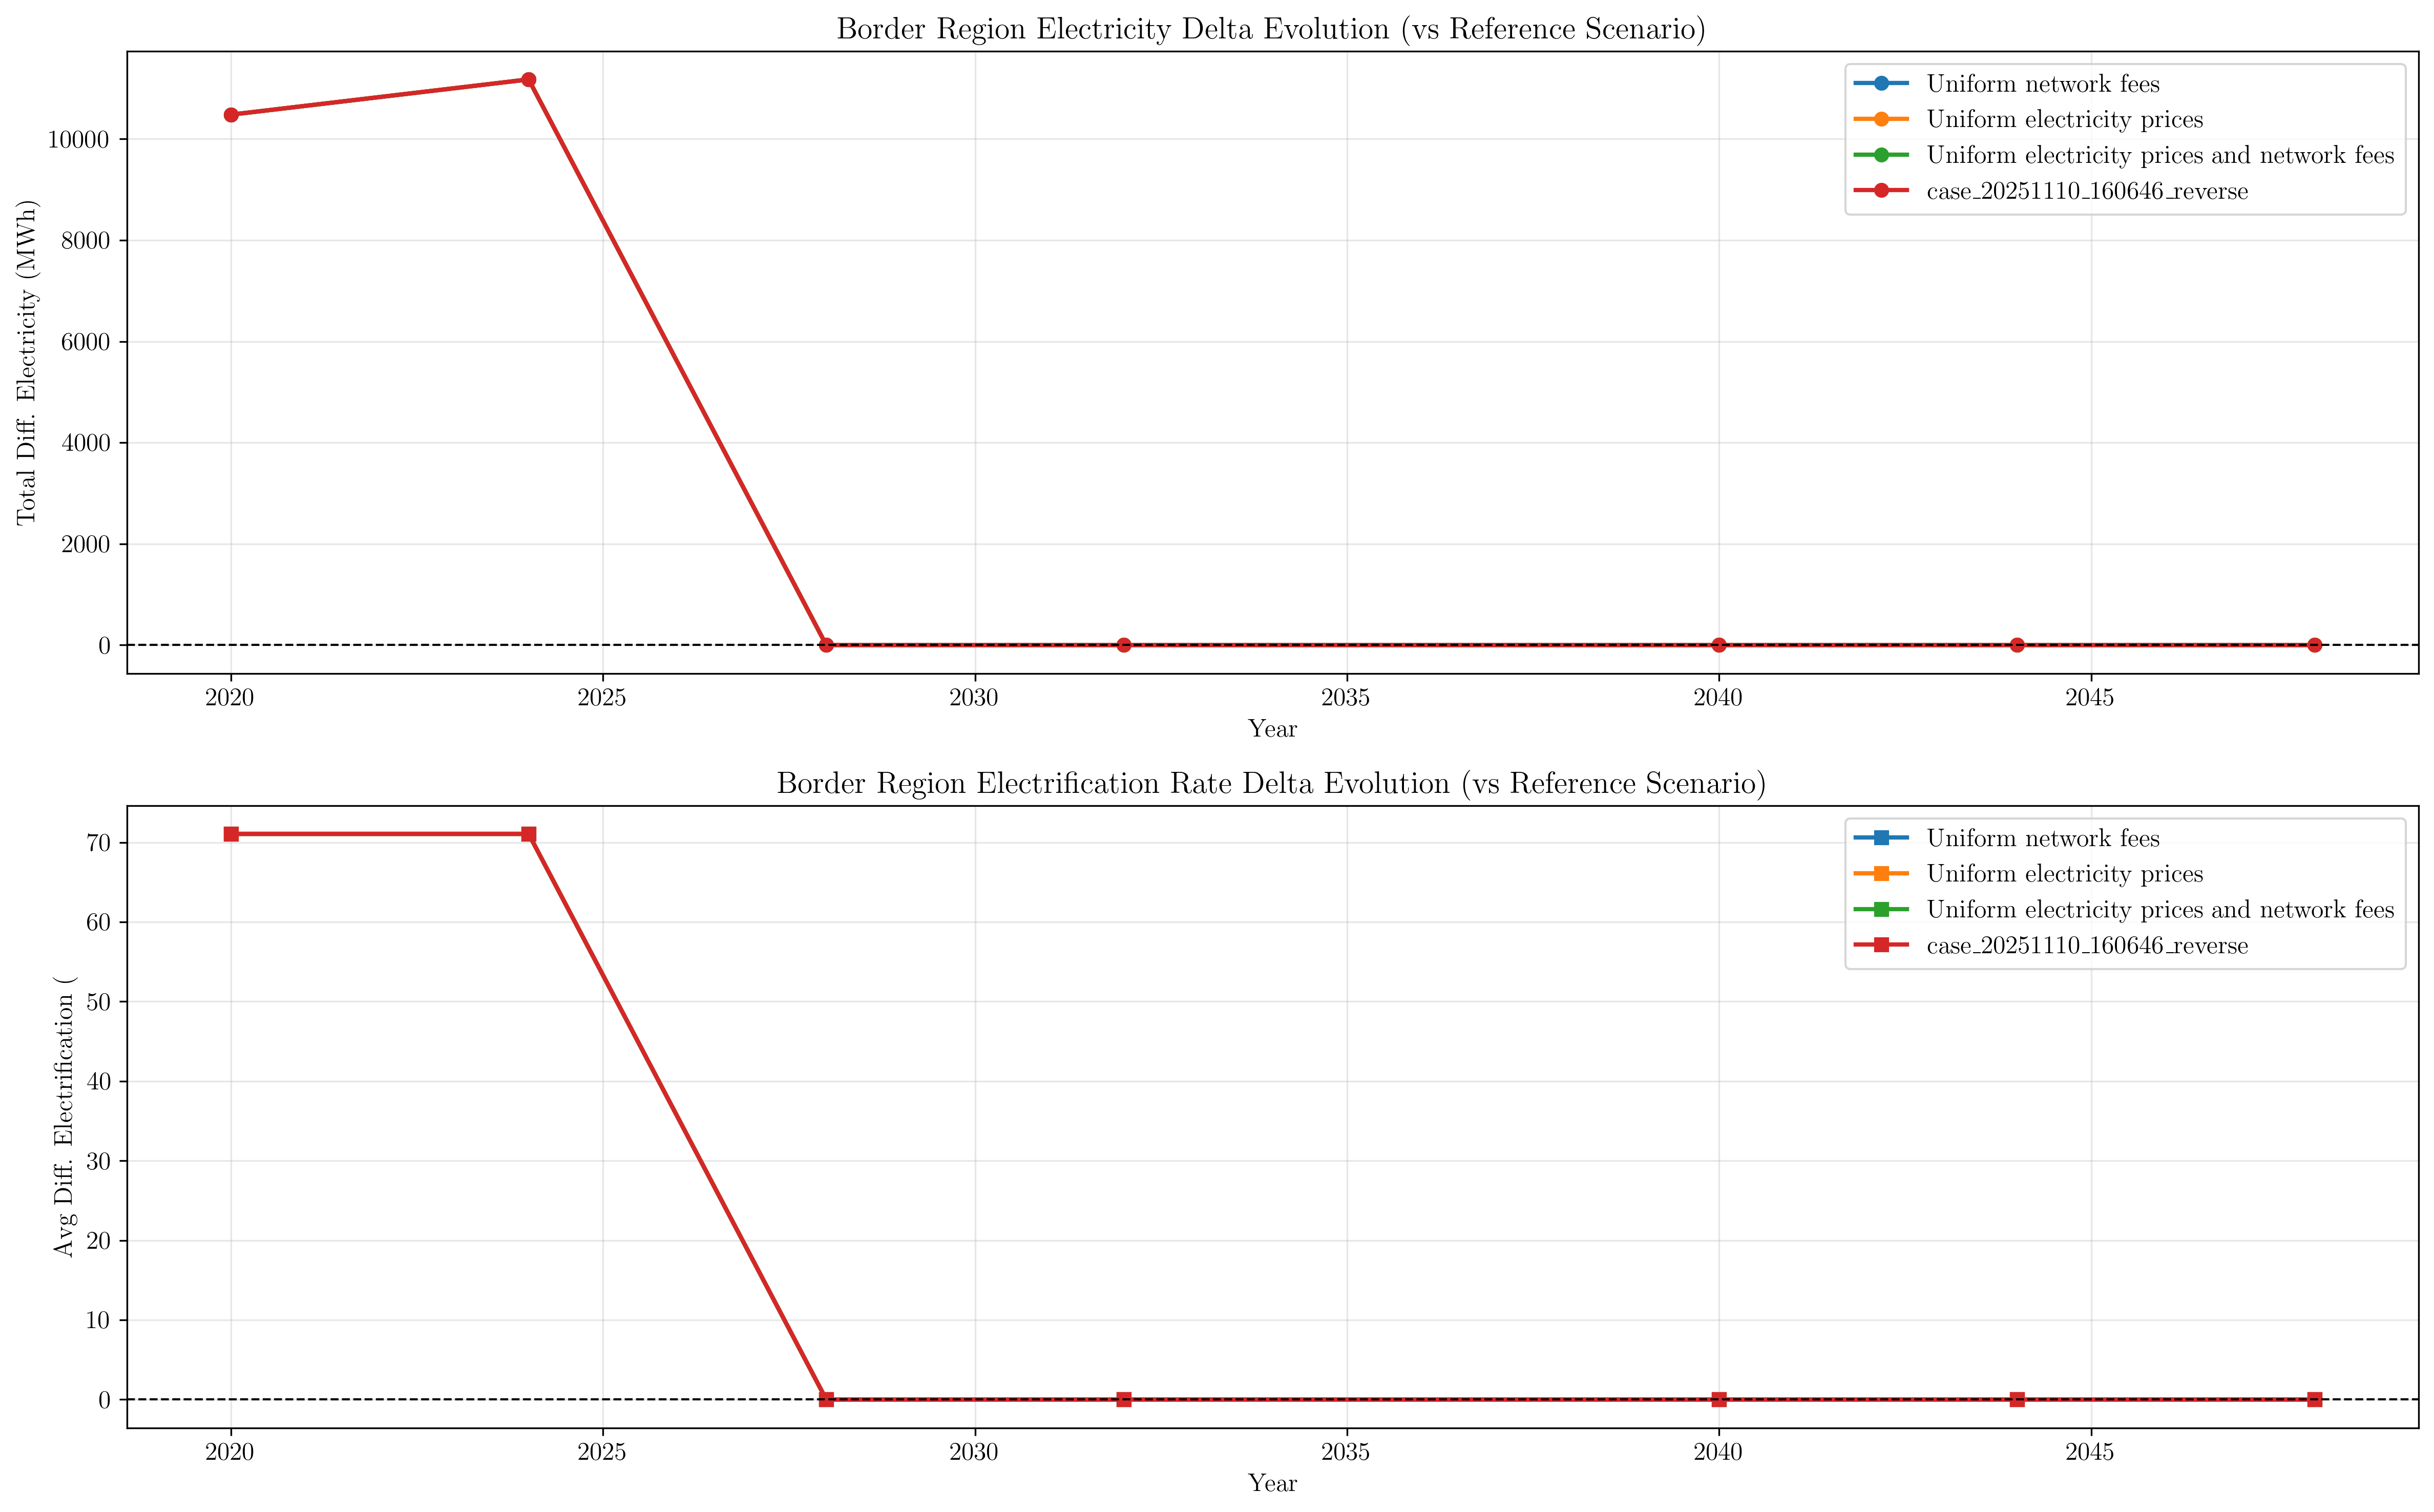 Border Region Electricity Delta Evolution (vs Reference Scenario)
Total Diff. Electricity (MWh)
10000
8000
6000
4000
2000
0
Uniform network fees
Uniform electricity prices
Uniform electricity prices and network fees
case_20251110_160646_reverse
2020 2025 2030 2035 2040 2045
Year
Border Region Electrification Rate Delta Evolution (vs Reference Scenario)
Avg Diff. Electrification (
70
60
50
40
30
20
10
0
Uniform network fees
Uniform electricity prices
Uniform electricity prices and network fees
case_20251110_160646_reverse
2020 2025 2030 2035 2040 2045
Year